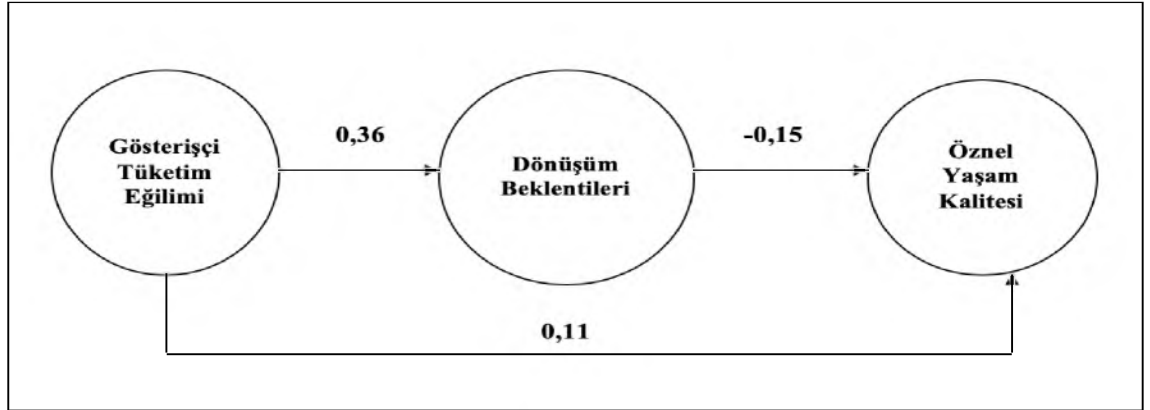 Gösterişçi
Tüketim
Eğilimi
0,36
Dönüşüm
Beklentileri
-0,15
Öznel
Yaşam
Kalitesi
0,11